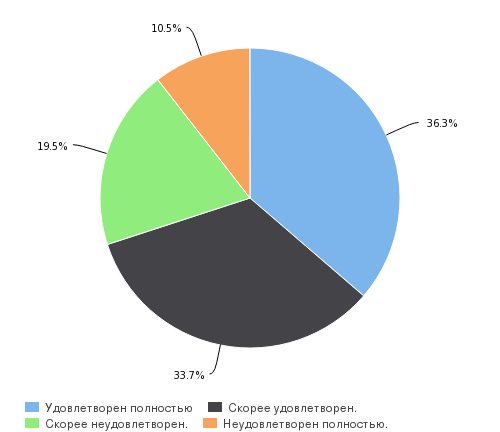 10.5%
36.3%
19.5%
33.7%
Удовлетворен полностью Скорее удовлетворен.
Скорее неудовлетворен. Неудовлетворен полностью.